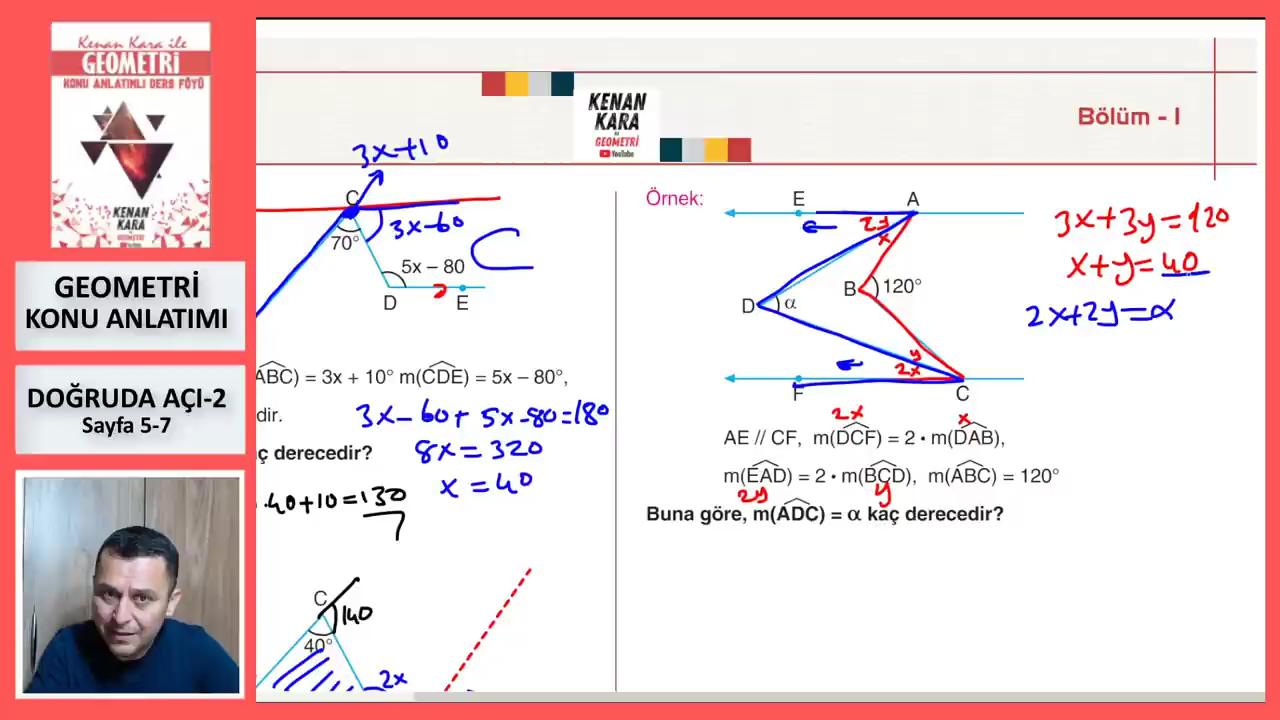 Kenan Kara ile
GEOMETRİ
KONU ANLATIMLI DERS FÖYÜ
KENAN
KARA
GEOMETRİ
GEOMETRİ
KONU ANLATIMI
DOĞRUDA AÇI-2
Sayfa 5-7
KENAN
KARA
ile
GEOMETRİ
YouTube
Bölüm - I
3x+10
C
70°
3x-60
5x – 80
D
E
ABC) = 3x + 10° m(CDE) = 5x – 80°,
dir.
3x-60+5x-80=180
ç derecedir?
8x=320
x=40
.40+10=130
C
140
40°
2x
Örnek:
E
A
2y
x
D
α
B
120°
y
2x
F
C
3x+3y=120
x+y=40
2x+2y=α
2x
x
AE // CF, m(DCF) = 2 • m(DAB),
m(EAD) = 2 • m(BCD), m(ABC) = 120°
2y
y
Buna göre, m(ADC) = α kaç derecedir?